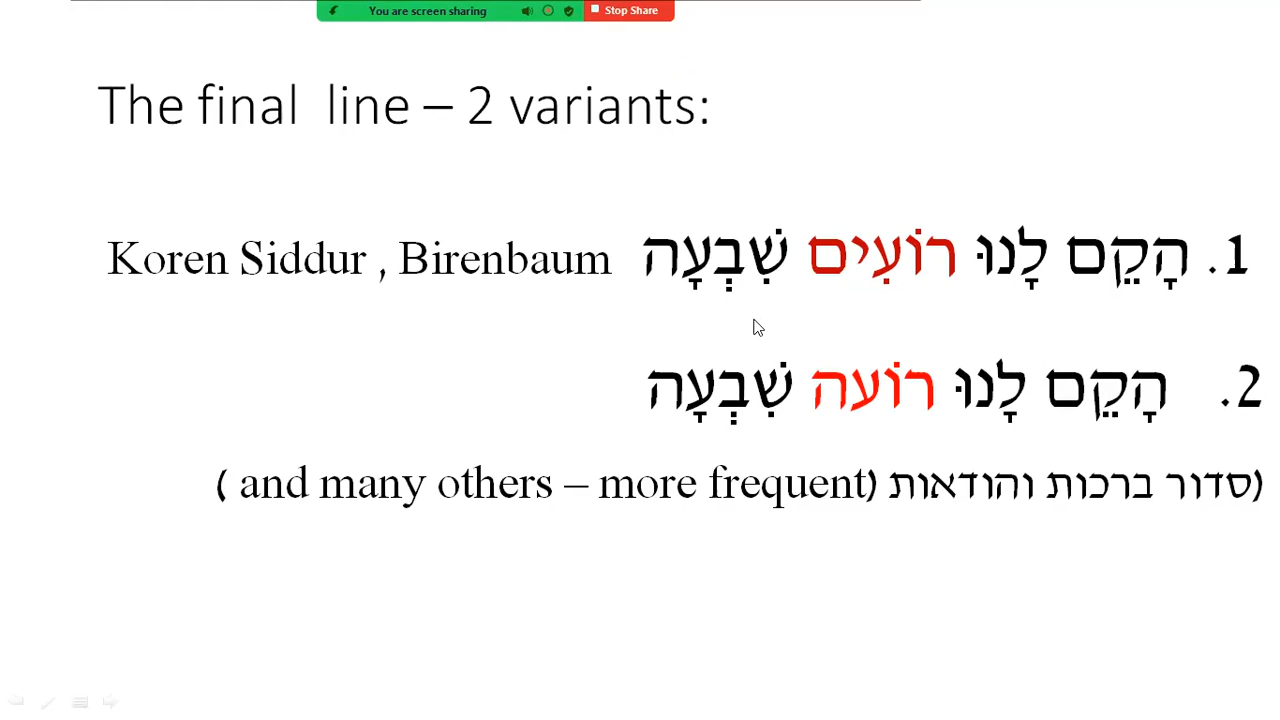 You are screen sharing Stop Share
The final line – 2 variants:
1. הָקֵם לָנוּ רוֹעִים שִׁבְעָה Koren Siddur , Birenbaum
2. הָקֵם לָנוּ רוֹעה שִׁבְעָה
(סדור ברכות והודאות) and many others – more frequent )